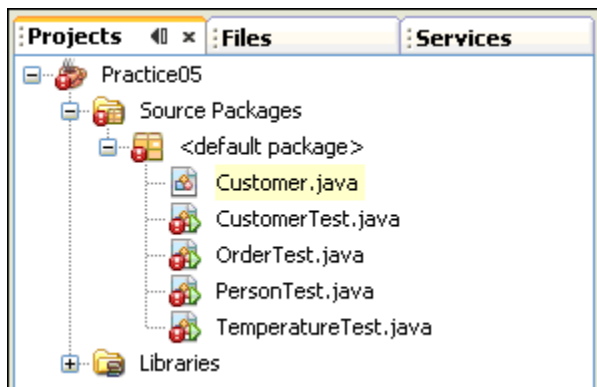 Projects Files Services
Practice05
Source Packages
<default package>
Customer.java
CustomerTest.java
OrderTest.java
PersonTest.java
TemperatureTest.java
Libraries